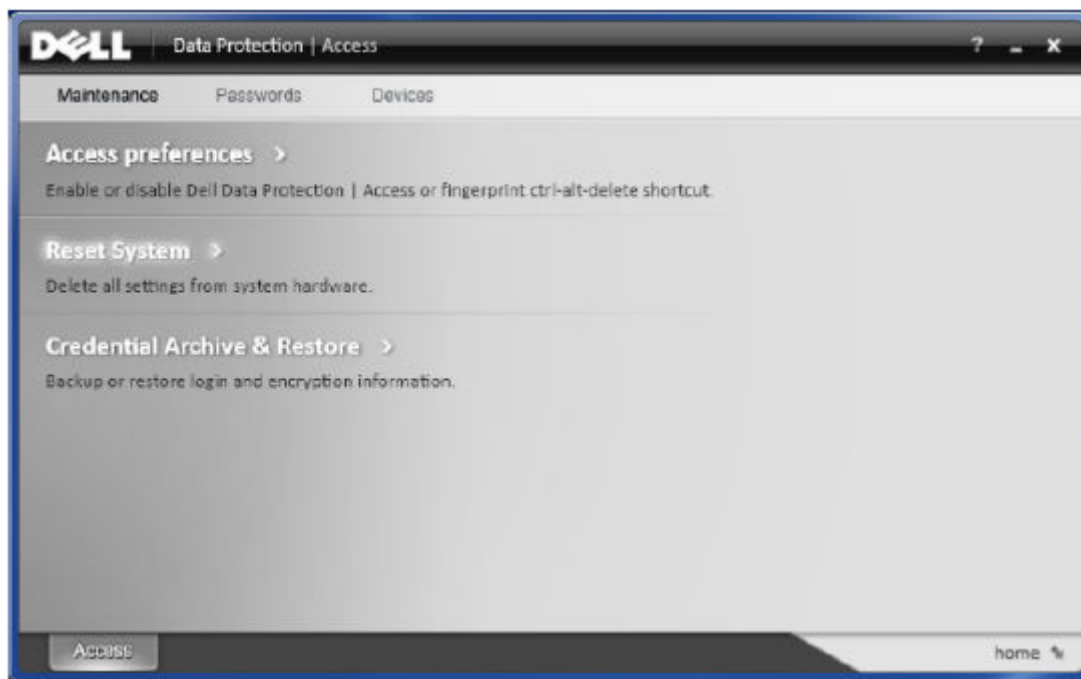 DELL Data Protection | Access ? - x
Maintenance Passwords Devices
Access preferences >
Enable or disable Dell Data Protection | Access or fingerprint ctrl-alt-delete shortcut.
Reset System >
Delete all settings from system hardware.
Credential Archive & Restore >
Backup or restore login and encryption information.
Access home